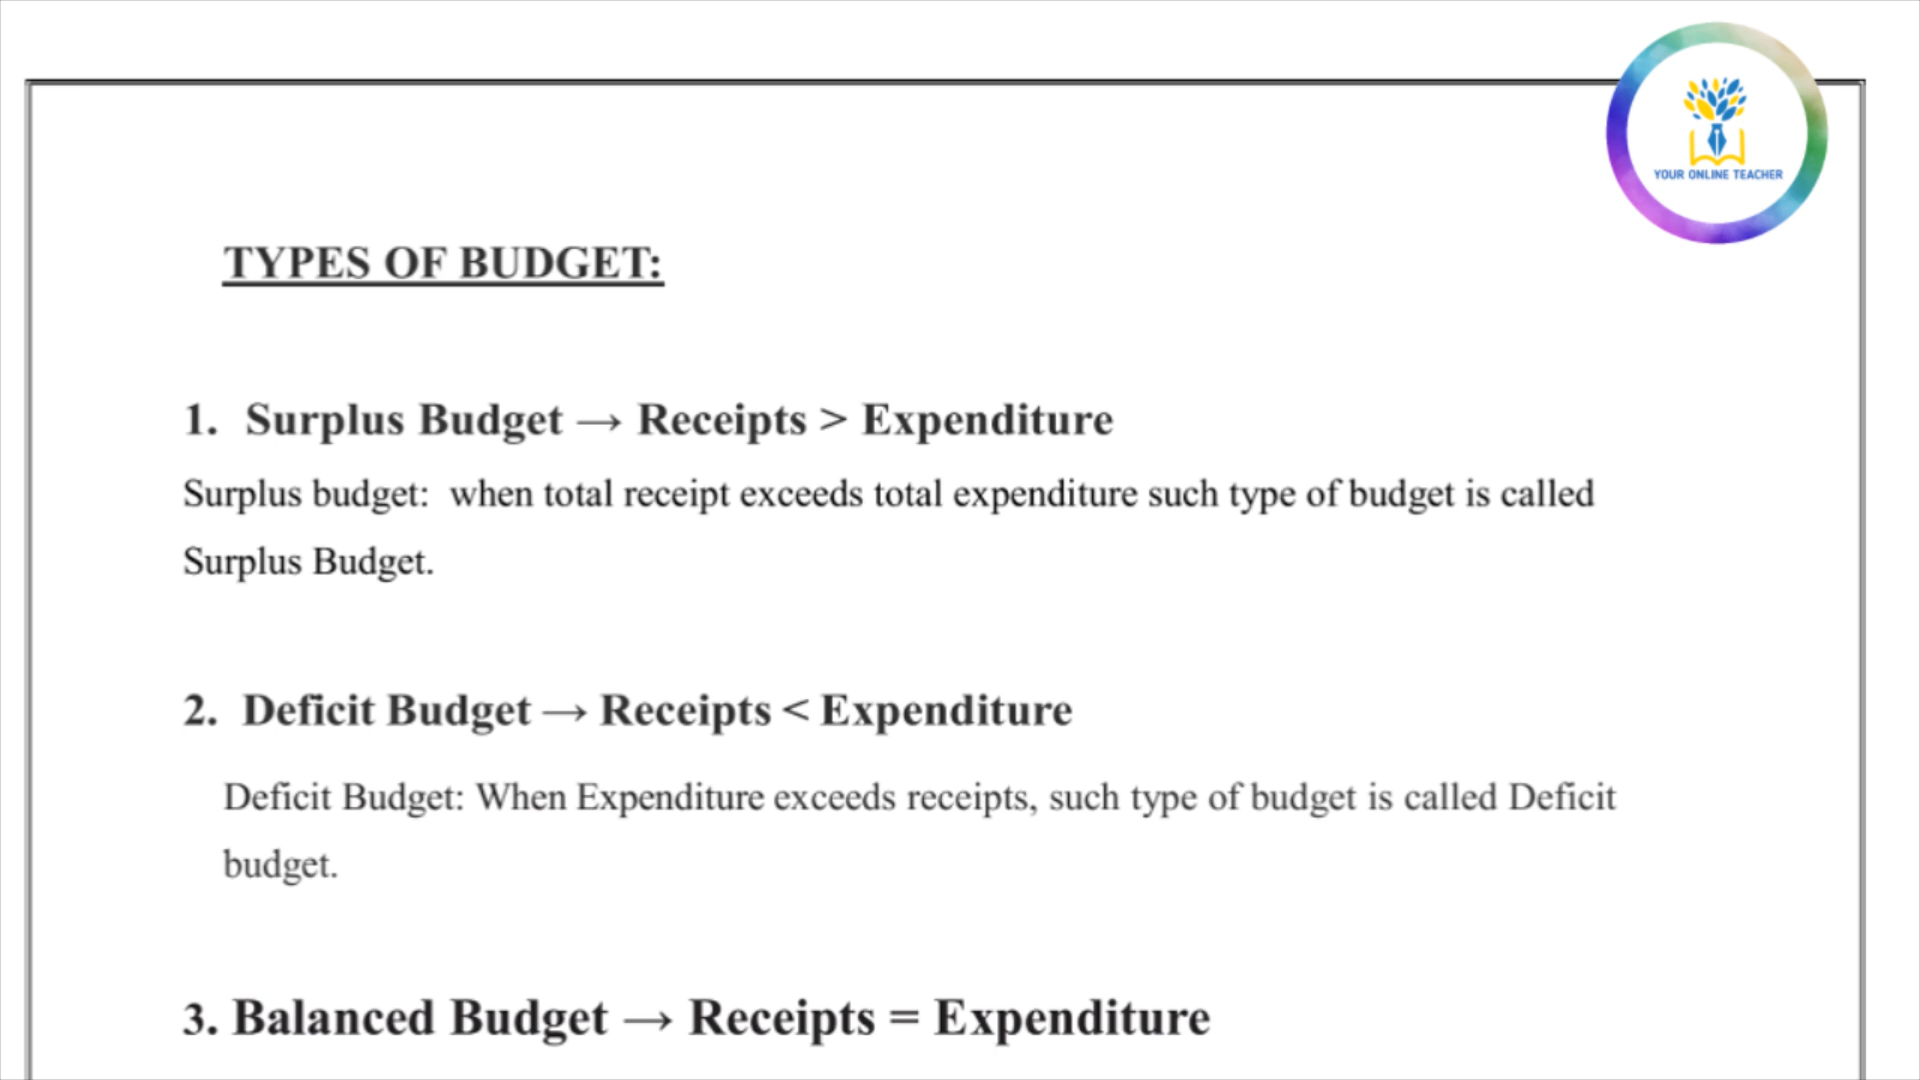 YOUR ONLINE TEACHER
TYPES OF BUDGET:
1. Surplus Budget → Receipts > Expenditure
Surplus budget: when total receipt exceeds total expenditure such type of budget is called
Surplus Budget.
2. Deficit Budget → Receipts < Expenditure
Deficit Budget: When Expenditure exceeds receipts, such type of budget is called Deficit
budget.
3. Balanced Budget → Receipts = Expenditure